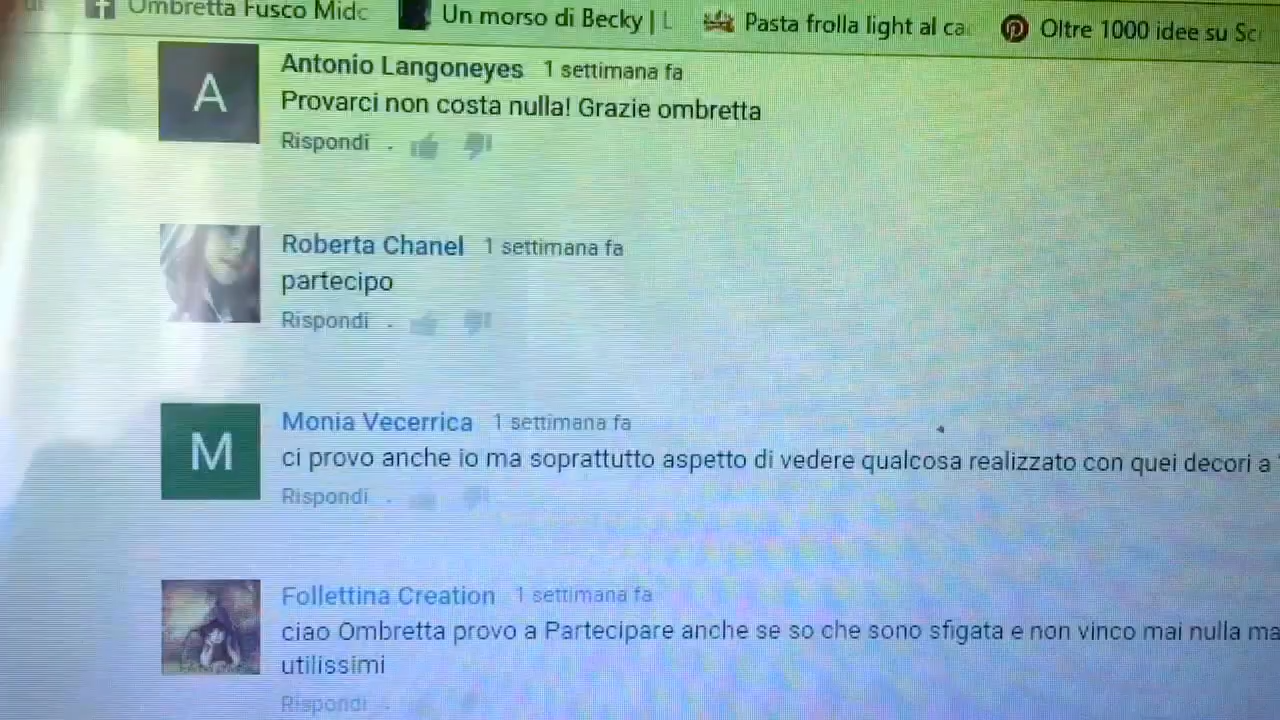 Ombretta Fusco Mido
Un morso di Becky | L
Pasta frolla light al ca
Oltre 1000 idee su Sc
A
Antonio Langoneyes 1 settimana fa
Provarci non costa nulla! Grazie ombretta
Rispondi
Roberta Chanel 1 settimana fa
partecipo
Rispondi
M
Monia Vecerrica 1 settimana fa
ci provo anche io ma soprattutto aspetto di vedere qualcosa realizzato con quei decori a
Rispondi
Follettina Creation 1 settimana fa
ciao Ombretta provo a Partecipare anche se so che sono sfigata e non vinco mai nulla ma
utilissimi
Rispondi